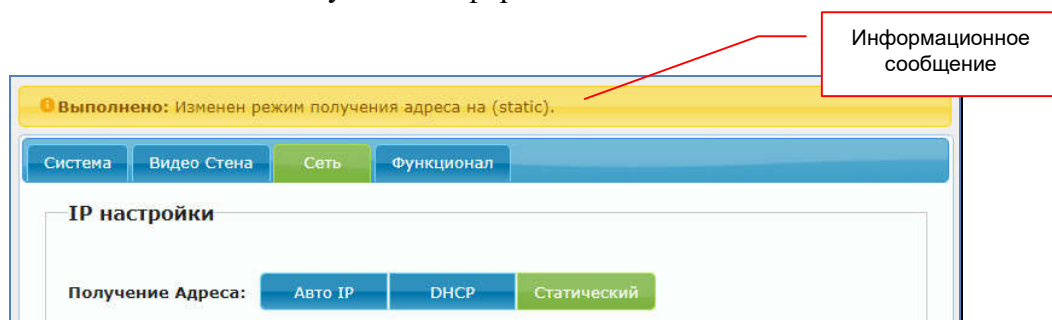 Информационное
сообщение
Выполнено: Изменен режим получения адреса на (static).
Система Видео Стена Сеть Функционал
IP настройки
Получение Адреса: Авто IP DHCP Статический